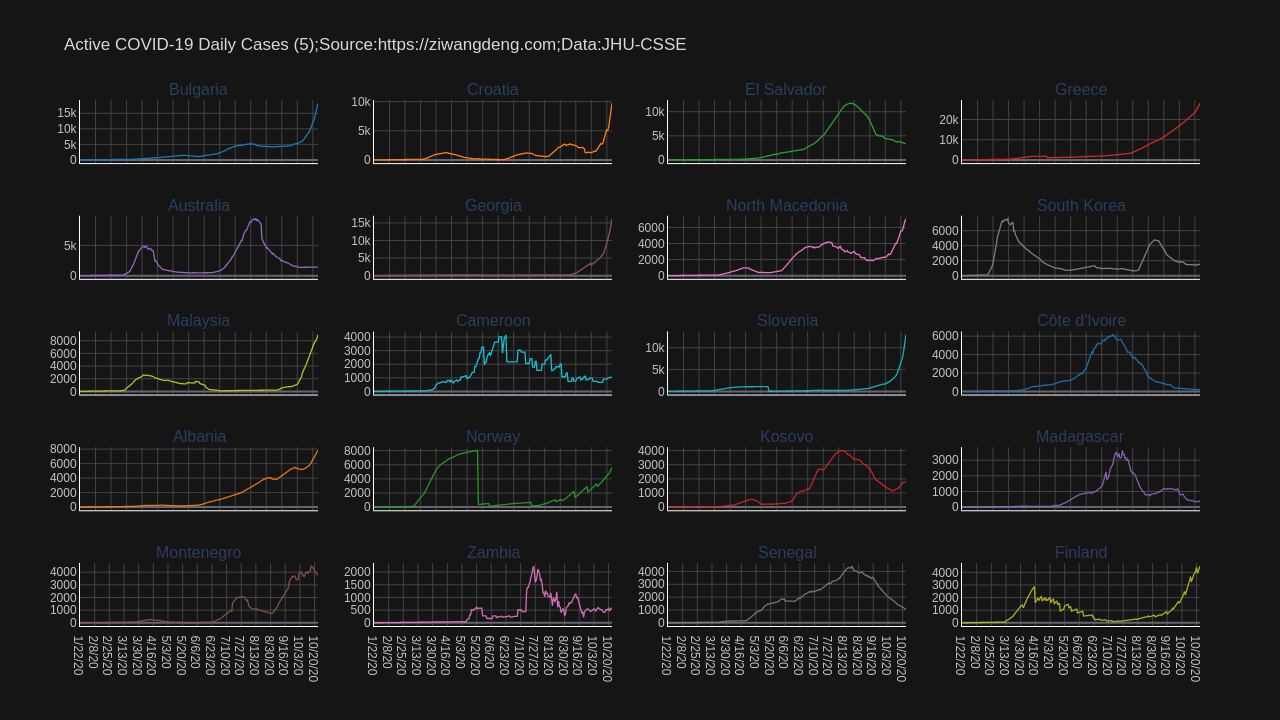 Active COVID-19 Daily Cases (5);Source:https://ziwangdeng.com;Data:JHU-CSSE
Bulgaria
15k
10k
5k
0
Croatia
10k
5k
0
El Salvador
10k
5k
0
Greece
20k
10k
0
Australia
5k
0
Georgia
15k
10k
5k
0
North Macedonia
6000
4000
2000
0
South Korea
6000
4000
2000
0
Malaysia
8000
6000
4000
2000
0
Cameroon
4000
3000
2000
1000
0
Slovenia
10k
5k
0
Côte d'Ivoire
6000
4000
2000
0
Albania
8000
6000
4000
2000
0
Norway
8000
6000
4000
2000
0
Kosovo
4000
3000
2000
1000
0
Madagascar
3000
2000
1000
0
Montenegro
4000
3000
2000
1000
0
1/22/20 2/8/20 2/25/20 3/13/20 4/16/20 5/3/20 5/20/20 6/6/20 6/23/20 7/10/20 7/27/20 8/13/20 8/30/20 9/16/20 10/3/20 10/20/20
Zambia
2000
1500
1000
500
0
1/22/20 2/8/20 2/25/20 3/13/20 4/16/20 5/3/20 5/20/20 6/6/20 6/23/20 7/10/20 7/27/20 8/13/20 8/30/20 9/16/20 10/3/20 10/20/20
Senegal
4000
3000
2000
1000
0
1/22/20 2/8/20 2/25/20 3/13/20 4/16/20 5/3/20 5/20/20 6/6/20 6/23/20 7/10/20 7/27/20 8/13/20 8/30/20 9/16/20 10/3/20 10/20/20
Finland
4000
3000
2000
1000
0
1/22/20 2/8/20 2/25/20 3/13/20 4/16/20 5/3/20 5/20/20 6/6/20 6/23/20 7/10/20 7/27/20 8/13/20 8/30/20 9/16/20 10/3/20 10/20/20